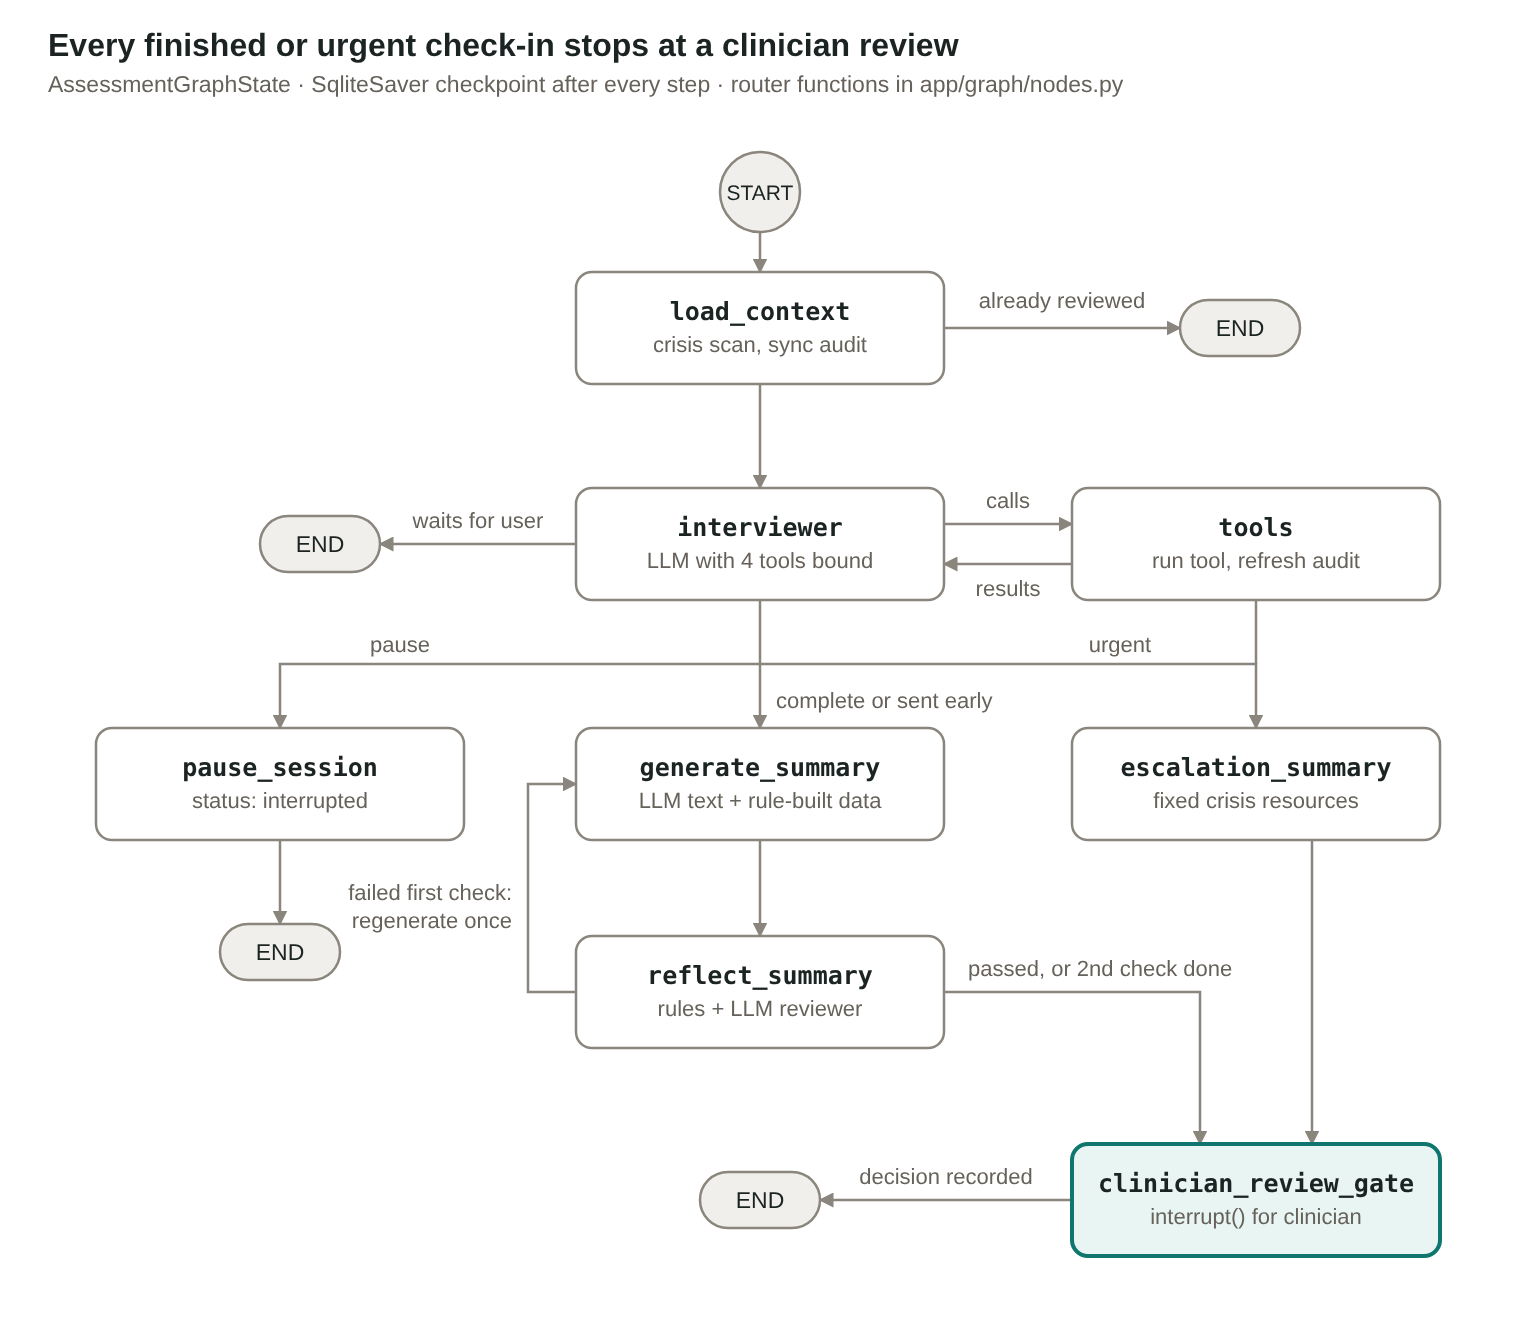 Every finished or urgent check-in stops at a clinician review
AssessmentGraphState · SqliteSaver checkpoint after every step · router functions in app/graph/nodes.py
START
load_context
crisis scan, sync audit
already reviewed
END
END
waits for user
interviewer
LLM with 4 tools bound
calls
results
tools
run tool, refresh audit
pause
urgent
complete or sent early
pause_session
status: interrupted
generate_summary
LLM text + rule-built data
escalation_summary
fixed crisis resources
failed first check:
regenerate once
END
reflect_summary
rules + LLM reviewer
passed, or 2nd check done
END
decision recorded
clinician_review_gate
interrupt() for clinician